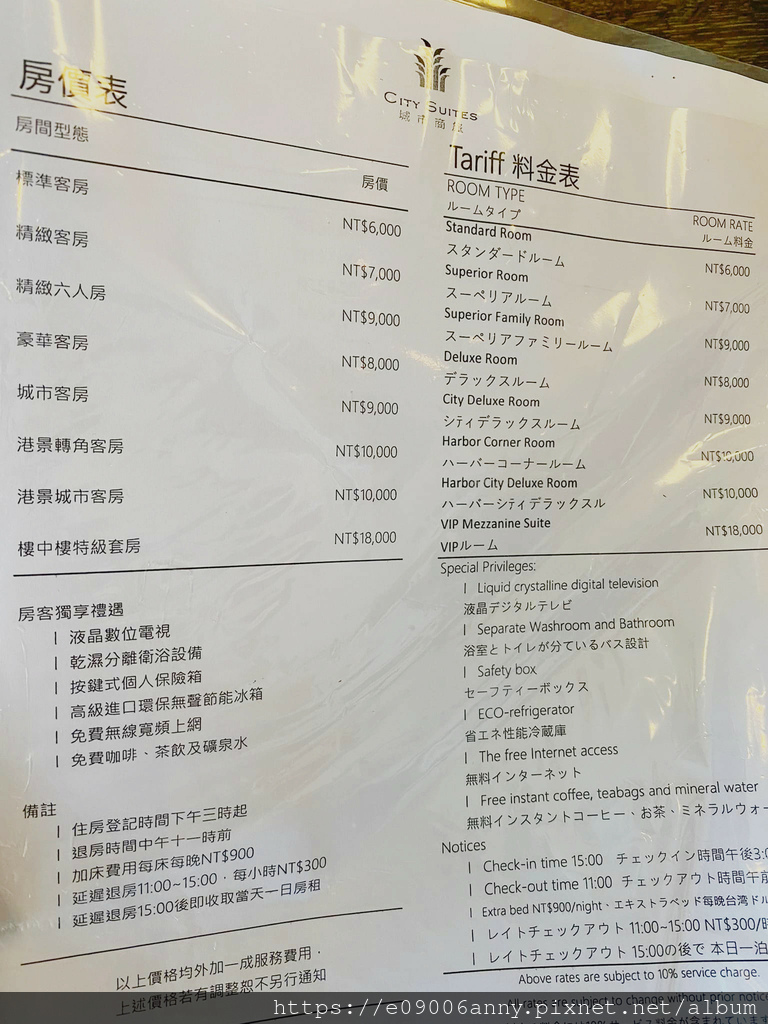 CITY SUITES
城市商旅
房價表
房間型態
房價
標準客房
NT$6,000
精緻客房
NT$7,000
精緻六人房
NT$9,000
豪華客房
NT$8,000
城市客房
NT$9,000
港景轉角客房
NT$10,000
港景城市客房
NT$10,000
樓中樓特級套房
NT$18,000
房客獨享禮遇
| 液晶數位電視
| 乾濕分離衛浴設備
| 按鍵式個人保險箱
| 高級進口環保無聲節能冰箱
| 免費無線寬頻上網
| 免費咖啡、茶飲及礦泉水
備註
| 住房登記時間下午三時起
| 退房時間中午十一時前
| 加床費用每床每晚NT$900
| 延遲退房11:00~15:00，每小時NT$300
| 延遲退房15:00後即收取當天一日房租
以上價格均外加一成服務費用，
上述價格若有調整恕不另行通知
Tariff 料金表
ROOM TYPE
ルームタイプ
ROOM RATE
ルーム料金
Standard Room
スタンダードルーム
NT$6,000
Superior Room
スーペリアルーム
NT$7,000
Superior Family Room
スーペリアファミリールーム
NT$9,000
Deluxe Room
デラックスルーム
NT$8,000
City Deluxe Room
シティデラックスルーム
NT$9,000
Harbor Corner Room
ハーバーコーナールーム
NT$10,000
Harbor City Deluxe Room
ハーバーシティデラックスル
NT$10,000
VIP Mezzanine Suite
VIPルーム
NT$18,000
Special Privileges:
| Liquid crystalline digital television
液晶デジタルテレビ
| Separate Washroom and Bathroom
浴室とトイレが分ているバス設計
| Safety box
セーフティーボックス
| ECO-refrigerator
省エネ性能冷蔵庫
| The free Internet access
無料インターネット
| Free instant coffee, teabags and mineral water
無料インスタントコーヒー、お茶、ミネラルウォー
Notices
| Check-in time 15:00 チェックイン時間午後3:0
| Check-out time 11:00 チェックアウト時間午前
| Extra bed NT$900/night、エキストラベッド毎晩台湾ドル
| レイトチェックアウト 11:00~15:00 NT$300/時
| レイトチェックアウト 15:00の後で 本日一泊
Above rates are subject to 10% service charge.
All rates are subject to change without prior notice
https://e09006anny.pixnet.net/album